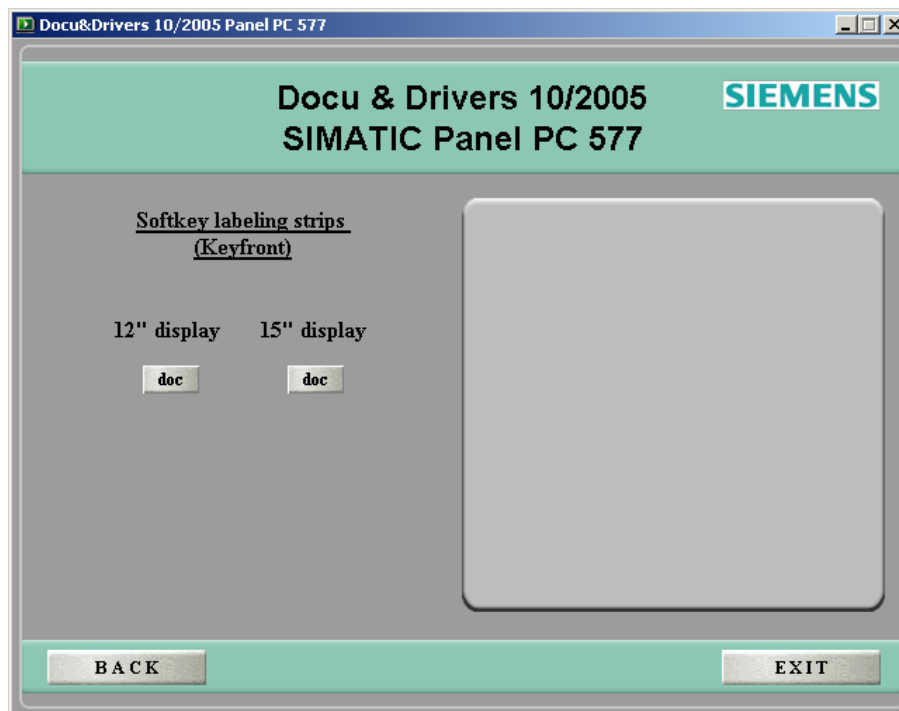 Docu&Drivers 10/2005 Panel PC 577
Docu & Drivers 10/2005
SIMATIC Panel PC 577
SIEMENS
Softkey labeling strips
(Keyfront)
12" display 15" display
doc doc
BACK EXIT